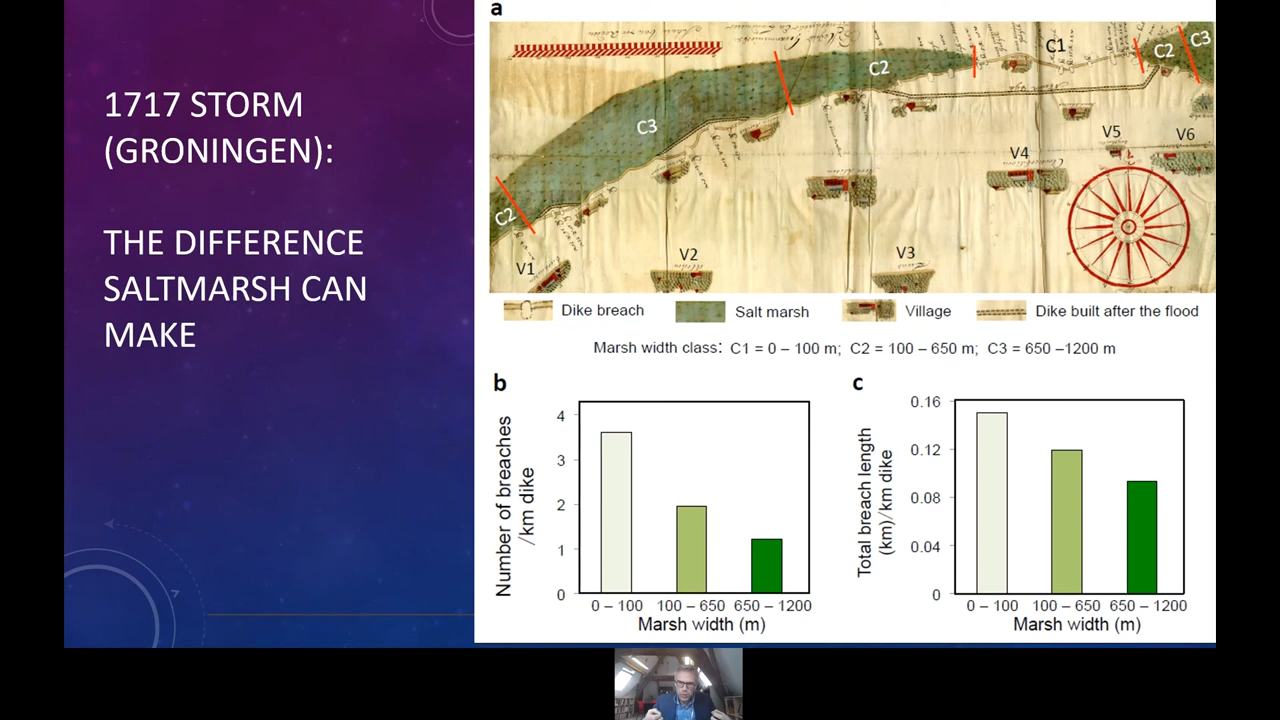 1717 STORM
(GRONINGEN):
THE DIFFERENCE
SALTMARSH CAN
MAKE
a
C1
C2
C3
C2
C3
C2
V1
V2
V3
V4
V5
V6
Dike breach
Salt marsh
Village
Dike built after the flood
Marsh width class: C1 = 0 – 100 m; C2 = 100 – 650 m; C3 = 650 –1200 m
b
Number of breaches
/km dike
4
3
2
1
0
0 – 100
100 – 650
650 – 1200
Marsh width (m)
c
Total breach length
(km)/km dike
0.16
0.12
0.08
0.04
0
0 – 100
100 – 650
650 – 1200
Marsh width (m)